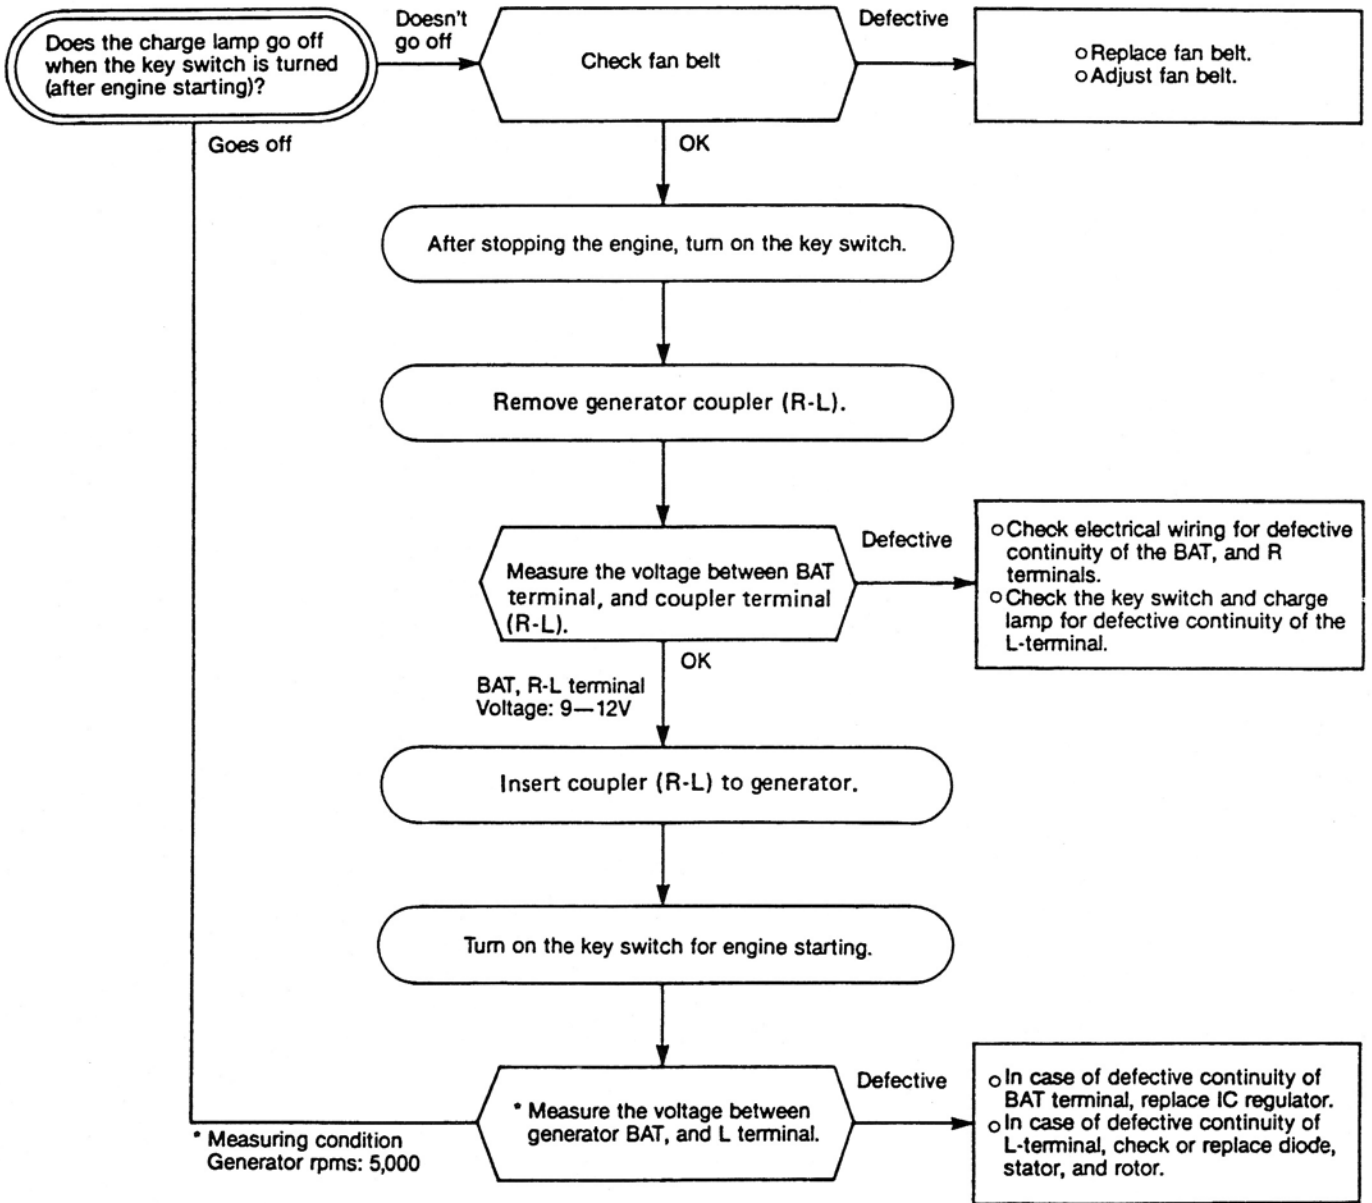 Does the charge lamp go off
when the key switch is turned
(after engine starting)?
Doesn't
go off
Check fan belt
Defective
○ Replace fan belt.
○ Adjust fan belt.
Goes off
OK
After stopping the engine, turn on the key switch.
Remove generator coupler (R-L).
Measure the voltage between BAT
terminal, and coupler terminal
(R-L).
Defective
○ Check electrical wiring for defective
continuity of the BAT, and R
terminals.
○ Check the key switch and charge
lamp for defective continuity of the
L-terminal.
OK
BAT, R-L terminal
Voltage: 9—12V
Insert coupler (R-L) to generator.
Turn on the key switch for engine starting.
* Measure the voltage between
generator BAT, and L terminal.
Defective
○ In case of defective continuity of
BAT terminal, replace IC regulator.
○ In case of defective continuity of
L-terminal, check or replace diode,
stator, and rotor.
* Measuring condition
Generator rpms: 5,000